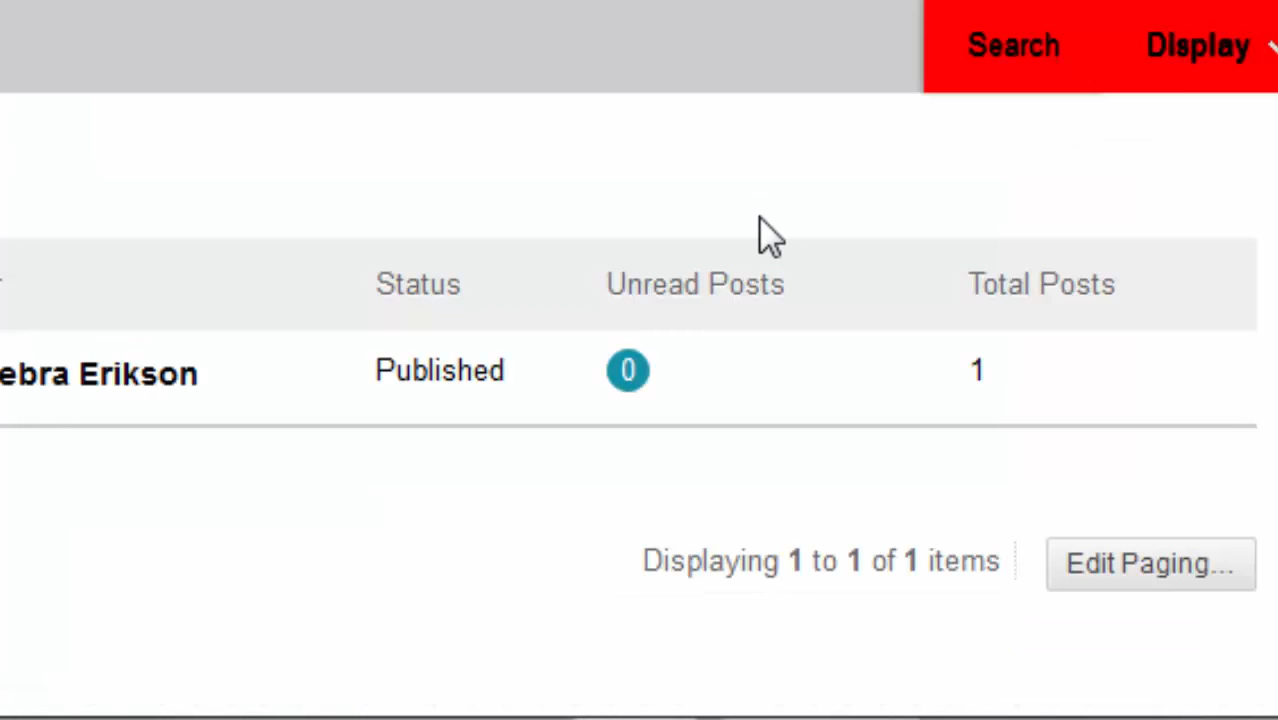 Search Display
Status Unread Posts Total Posts
ebra Erikson Published 0 1
Displaying 1 to 1 of 1 items Edit Paging...